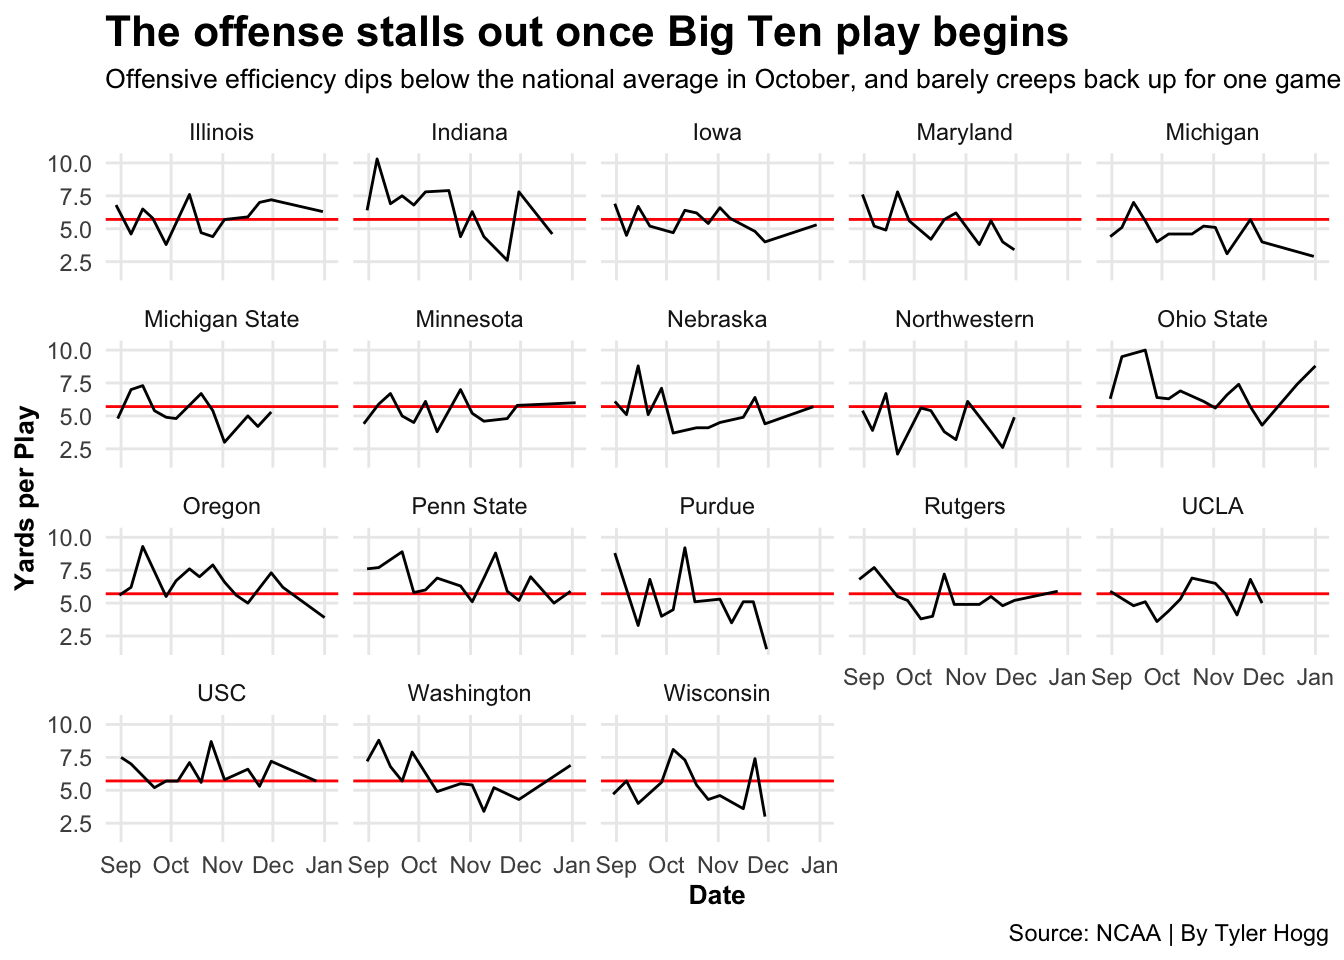 The offense stalls out once Big Ten play begins
Offensive efficiency dips below the national average in October, and barely creeps back up for one game
Illinois Indiana Iowa Maryland Michigan
10.0
7.5
5.0
2.5
Michigan State Minnesota Nebraska Northwestern Ohio State
10.0
7.5
5.0
2.5
Yards per Play
Oregon Penn State Purdue Rutgers UCLA
10.0
7.5
5.0
2.5
Sep Oct Nov Dec Jan Sep Oct Nov Dec Jan
USC Washington Wisconsin
10.0
7.5
5.0
2.5
Sep Oct Nov Dec Jan Sep Oct Nov Dec Jan Sep Oct Nov Dec Jan
Date
Source: NCAA | By Tyler Hogg